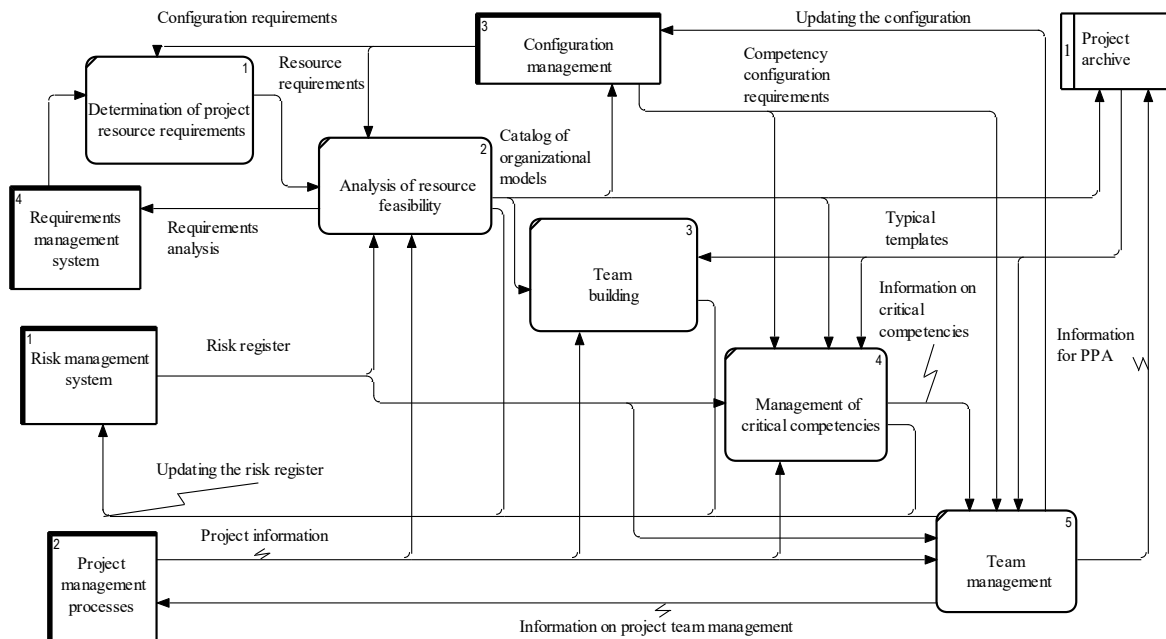 Configuration requirements
Updating the configuration
3
Configuration
management
1
Project
archive
1
Determination of project
resource requirements
Resource
requirements
Competency
configuration
requirements
2
Analysis of resource
feasibility
Catalog of
organizational
models
4
Requirements
management
system
Requirements
analysis
3
Team
building
Typical
templates
Information on
critical
competencies
Information
for PPA
1
Risk management
system
Risk register
4
Management of
critical competencies
Updating the risk register
2
Project
management
processes
Project information
5
Team
management
Information on project team management